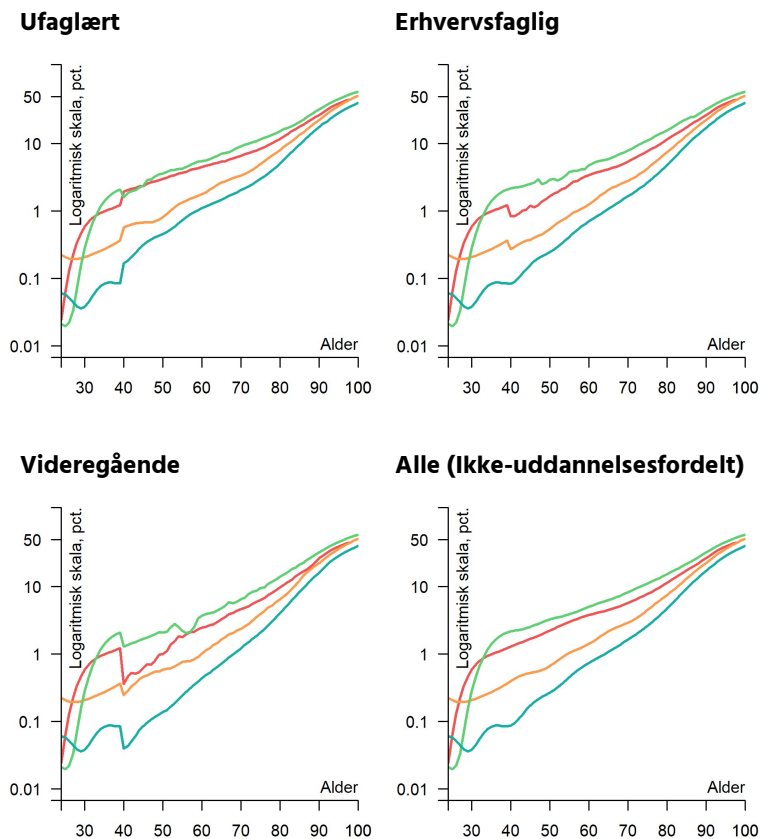 Ufaglært
Erhvervsfaglig
Logaritmisk skala, pct.
50
10
1
0.1
0.01
Alder
30 40 50 60 70 80 90 100
Logaritmisk skala, pct.
50
10
1
0.1
0.01
Alder
30 40 50 60 70 80 90 100
Videregående
Alle (Ikke-uddannelsesfordelt)
Logaritmisk skala, pct.
50
10
1
0.1
0.01
Alder
30 40 50 60 70 80 90 100
Logaritmisk skala, pct.
50
10
1
0.1
0.01
Alder
30 40 50 60 70 80 90 100